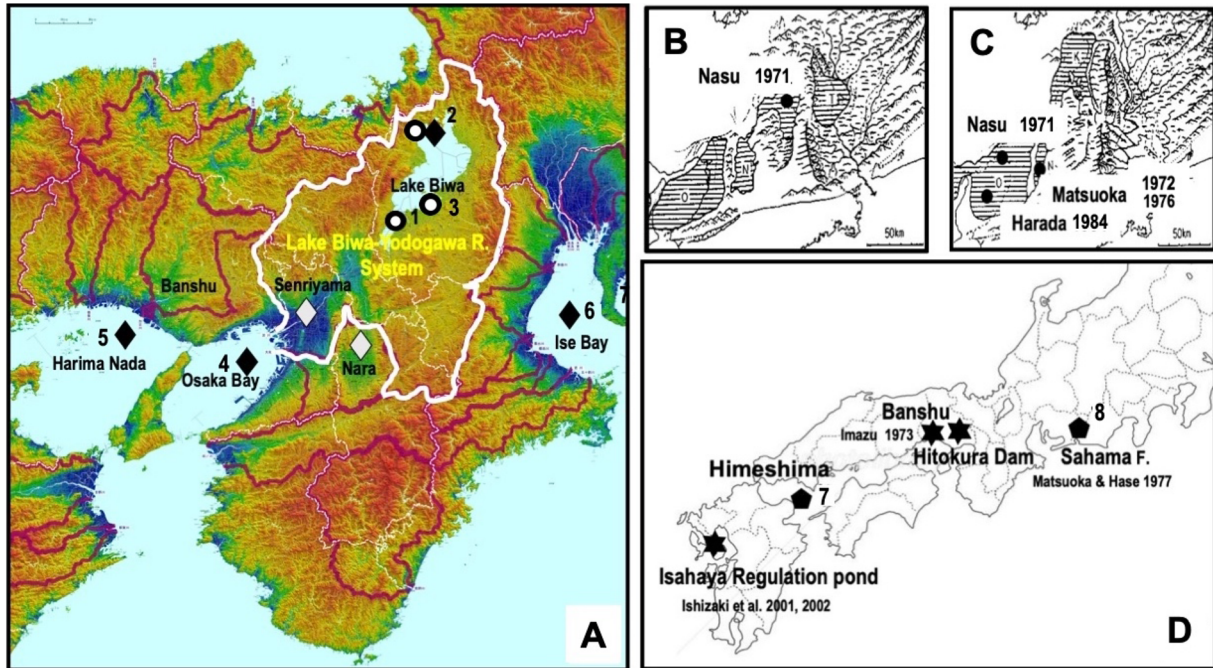 2
Lake Biwa
1
3
Lake Biwa-Yodogawa R.
System
Banshu
Senriyama
5
Harima Nada
4
Osaka Bay
Nara
6
Ise Bay
A
B
Nasu 1971
O
N
50km
C
Nasu 1971
O
Matsuoka 1972
1976
Harada 1984
50km
Banshu
Imazu 1973
Hitokura Dam
8
Sahama F.
Matsuoka & Hase 1977
Himeshima
7
Isahaya Regulation pond
Ishizaki et al. 2001, 2002
D